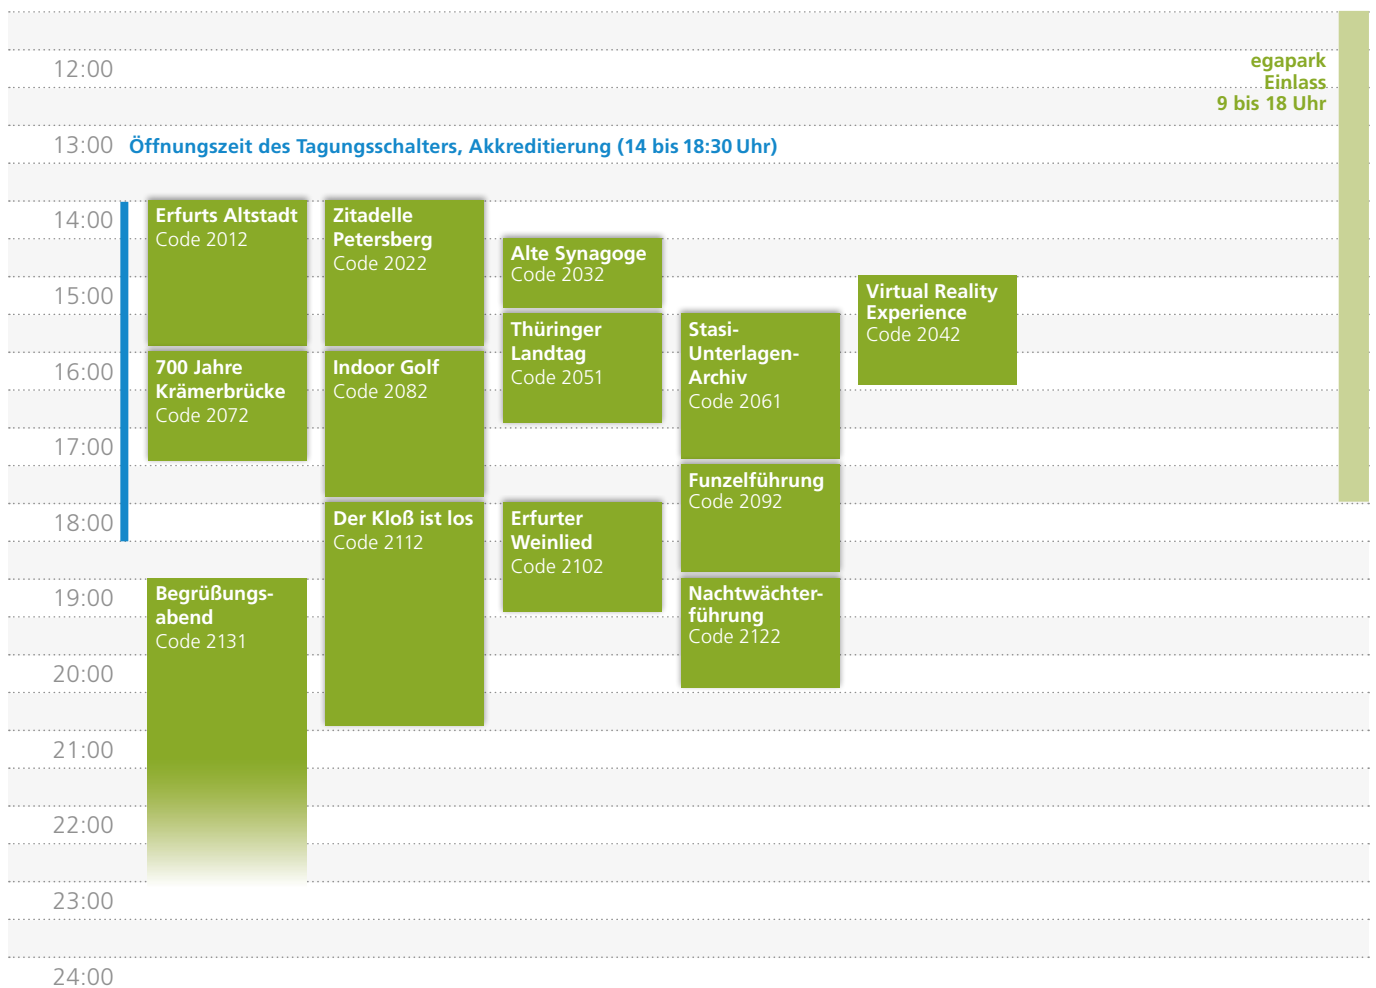 12:00
egapark
Einlass
9 bis 18 Uhr
13:00
Öffnungszeit des Tagungsschalters, Akkreditierung (14 bis 18:30 Uhr)
14:00
Erfurts Altstadt
Code 2012
Zitadelle
Petersberg
Code 2022
Alte Synagoge
Code 2032
15:00
Virtual Reality
Experience
Code 2042
Thüringer
Landtag
Code 2051
Stasi-
Unterlagen-
Archiv
Code 2061
16:00
700 Jahre
Krämerbrücke
Code 2072
Indoor Golf
Code 2082
17:00
Funzelführung
Code 2092
18:00
Der Kloß ist los
Code 2112
Erfurter
Weinlied
Code 2102
19:00
Begrüßungs-
abend
Code 2131
Nachtwächter-
führung
Code 2122
20:00
21:00
22:00
23:00
24:00